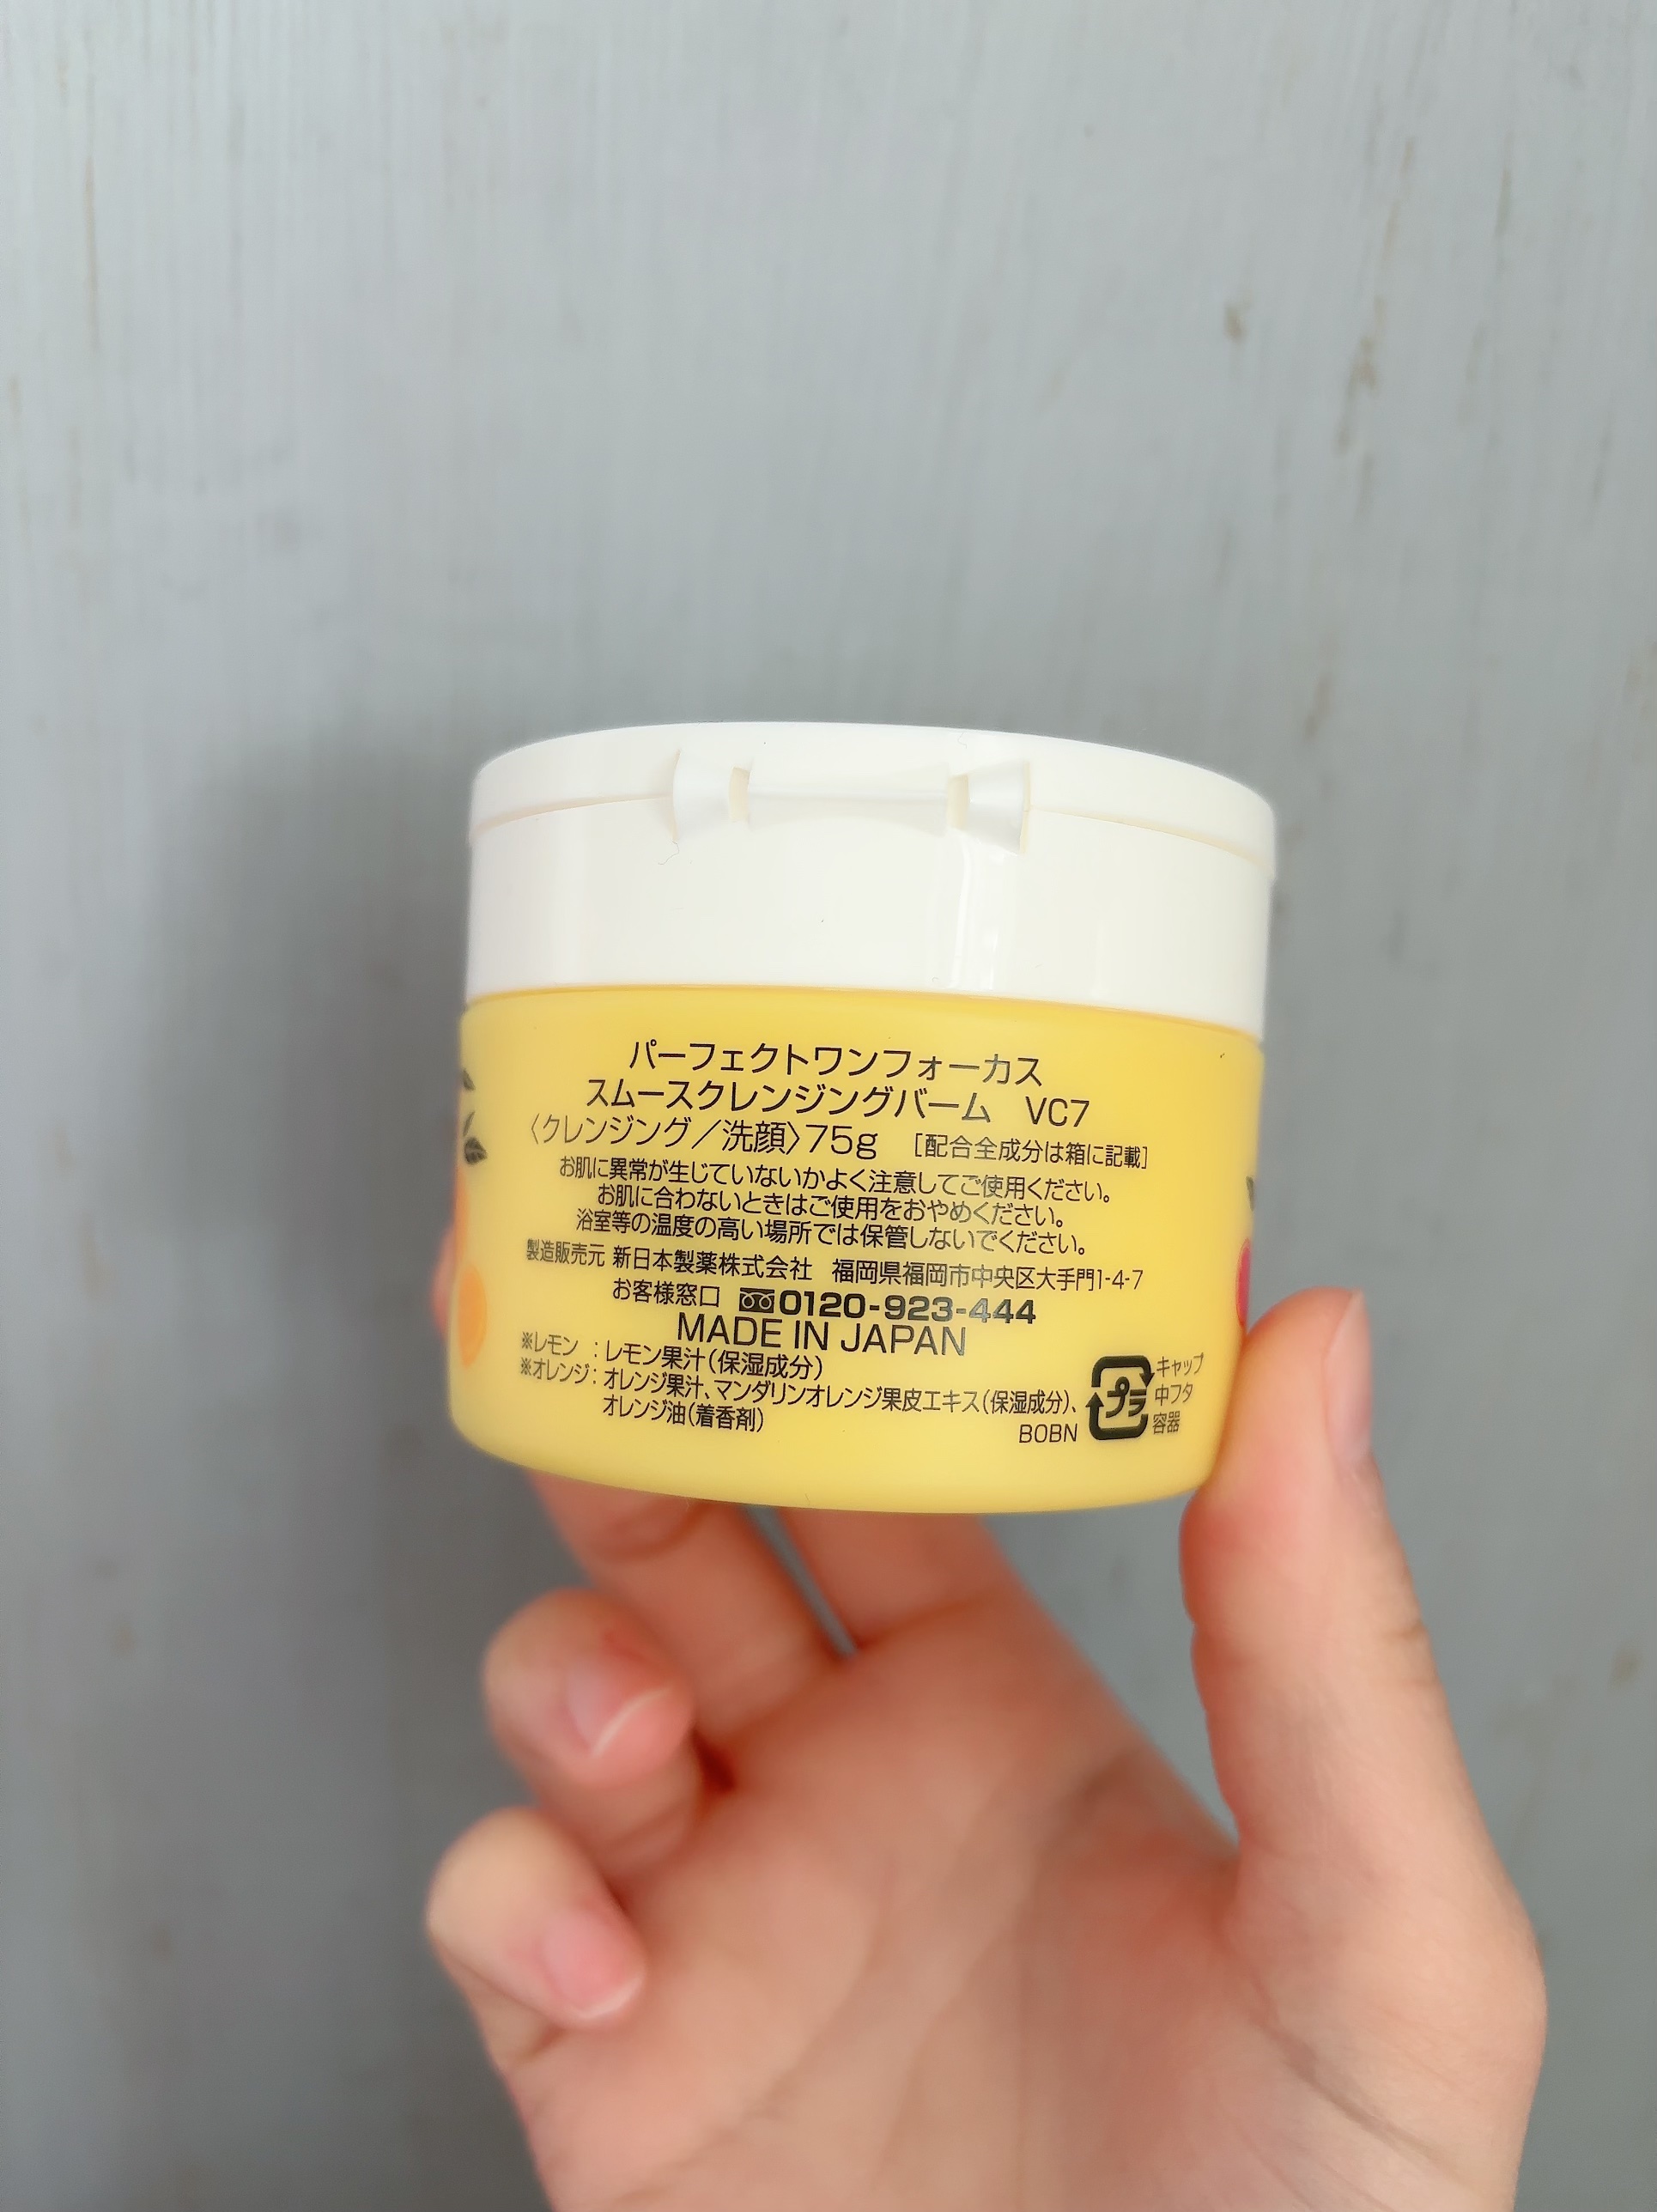 パーフェクトワンフォーカス
スムースクレンジングバーム　VC7
〈クレンジング／洗顔〉75g　[配合全成分は箱に記載]
お肌に異常が生じていないかよく注意してご使用ください。
お肌に合わないときはご使用をおやめください。
浴室等の温度の高い場所では保管しないでください。
製造販売元 新日本製薬株式会社　福岡県福岡市中央区大手門1-4-7
お客様窓口 0120-923-444
MADE IN JAPAN
※レモン　：レモン果汁（保湿成分）
※オレンジ：オレンジ果汁、マンダリンオレンジ果皮エキス（保湿成分）、
オレンジ油（着香剤）
BOBN
プラ
キャップ
中フタ
容器